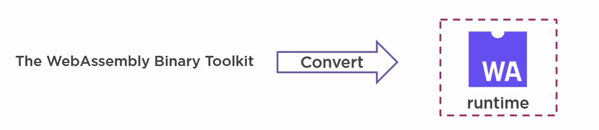 The WebAssembly Binary Toolkit
Convert
WA
runtime